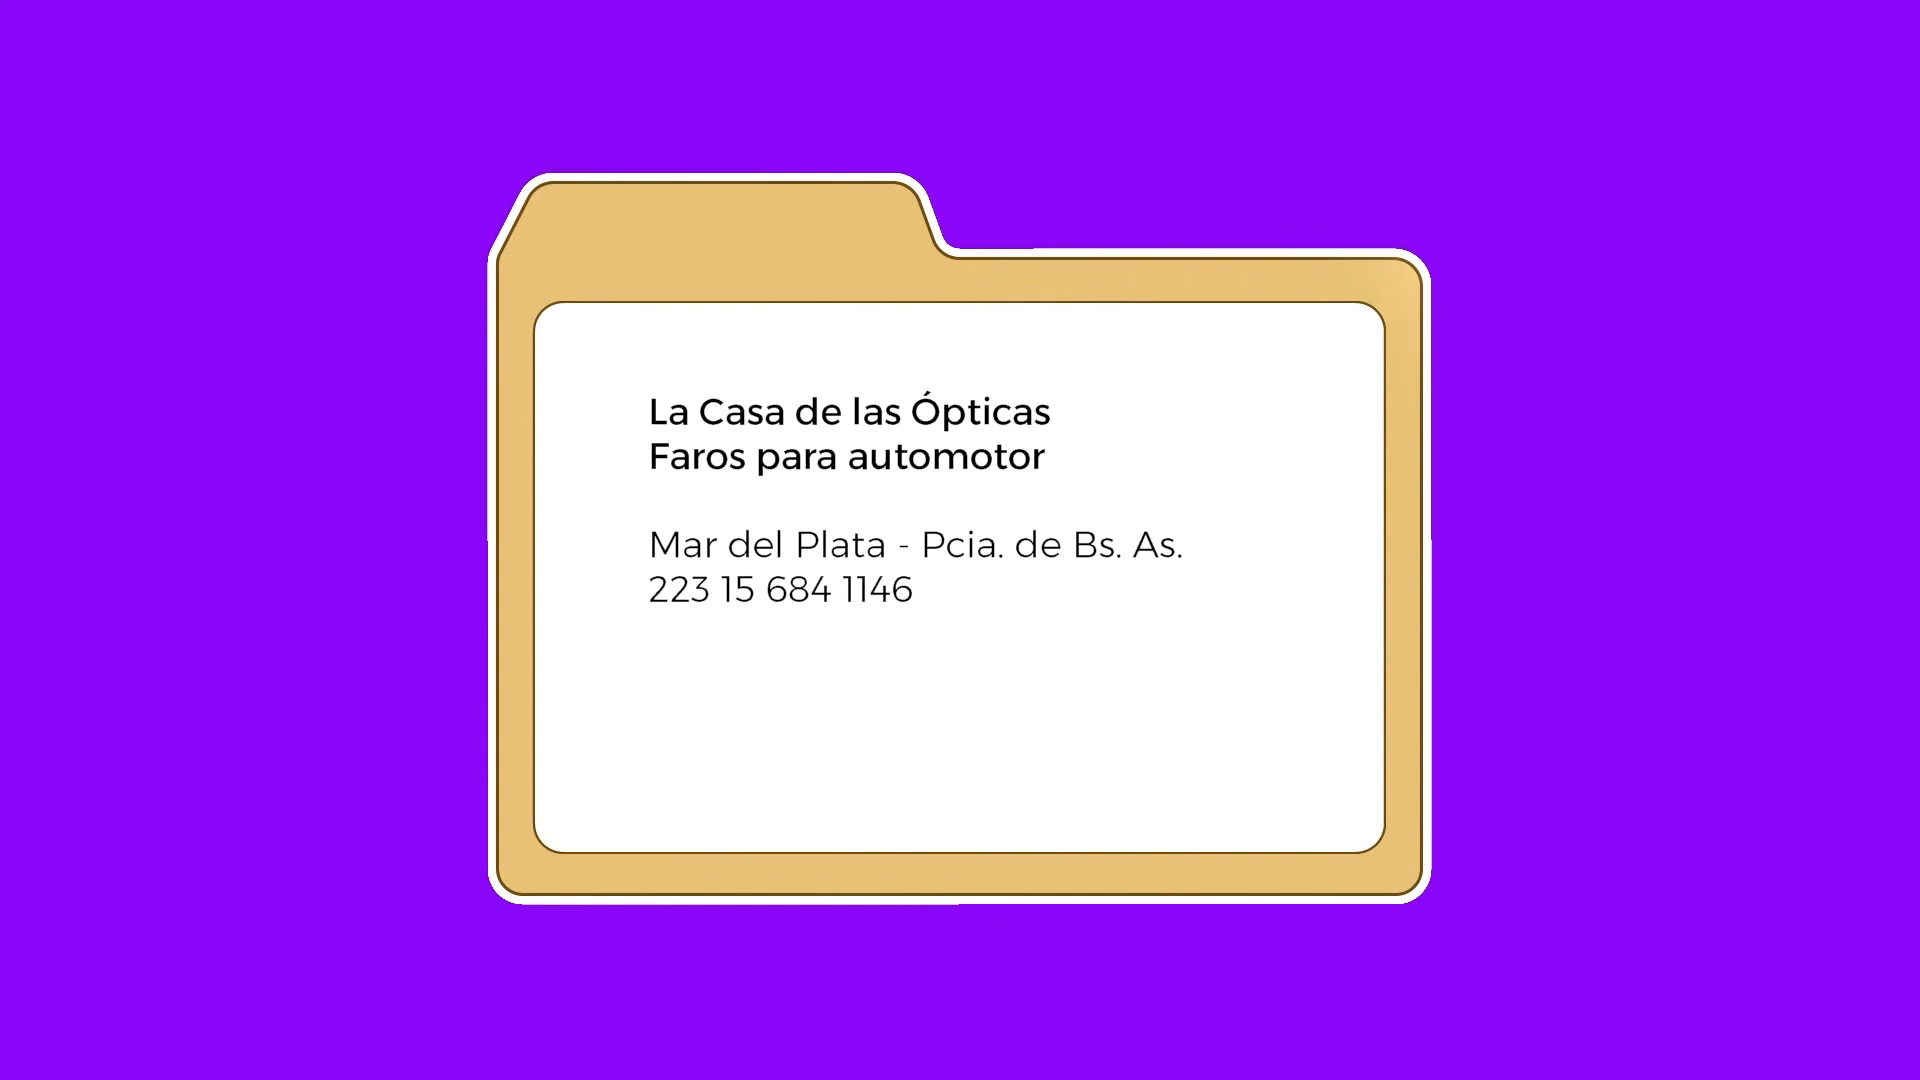 La Casa de las Ópticas
Faros para automotor
Mar del Plata - Pcia. de Bs. As.
223 15 684 1146